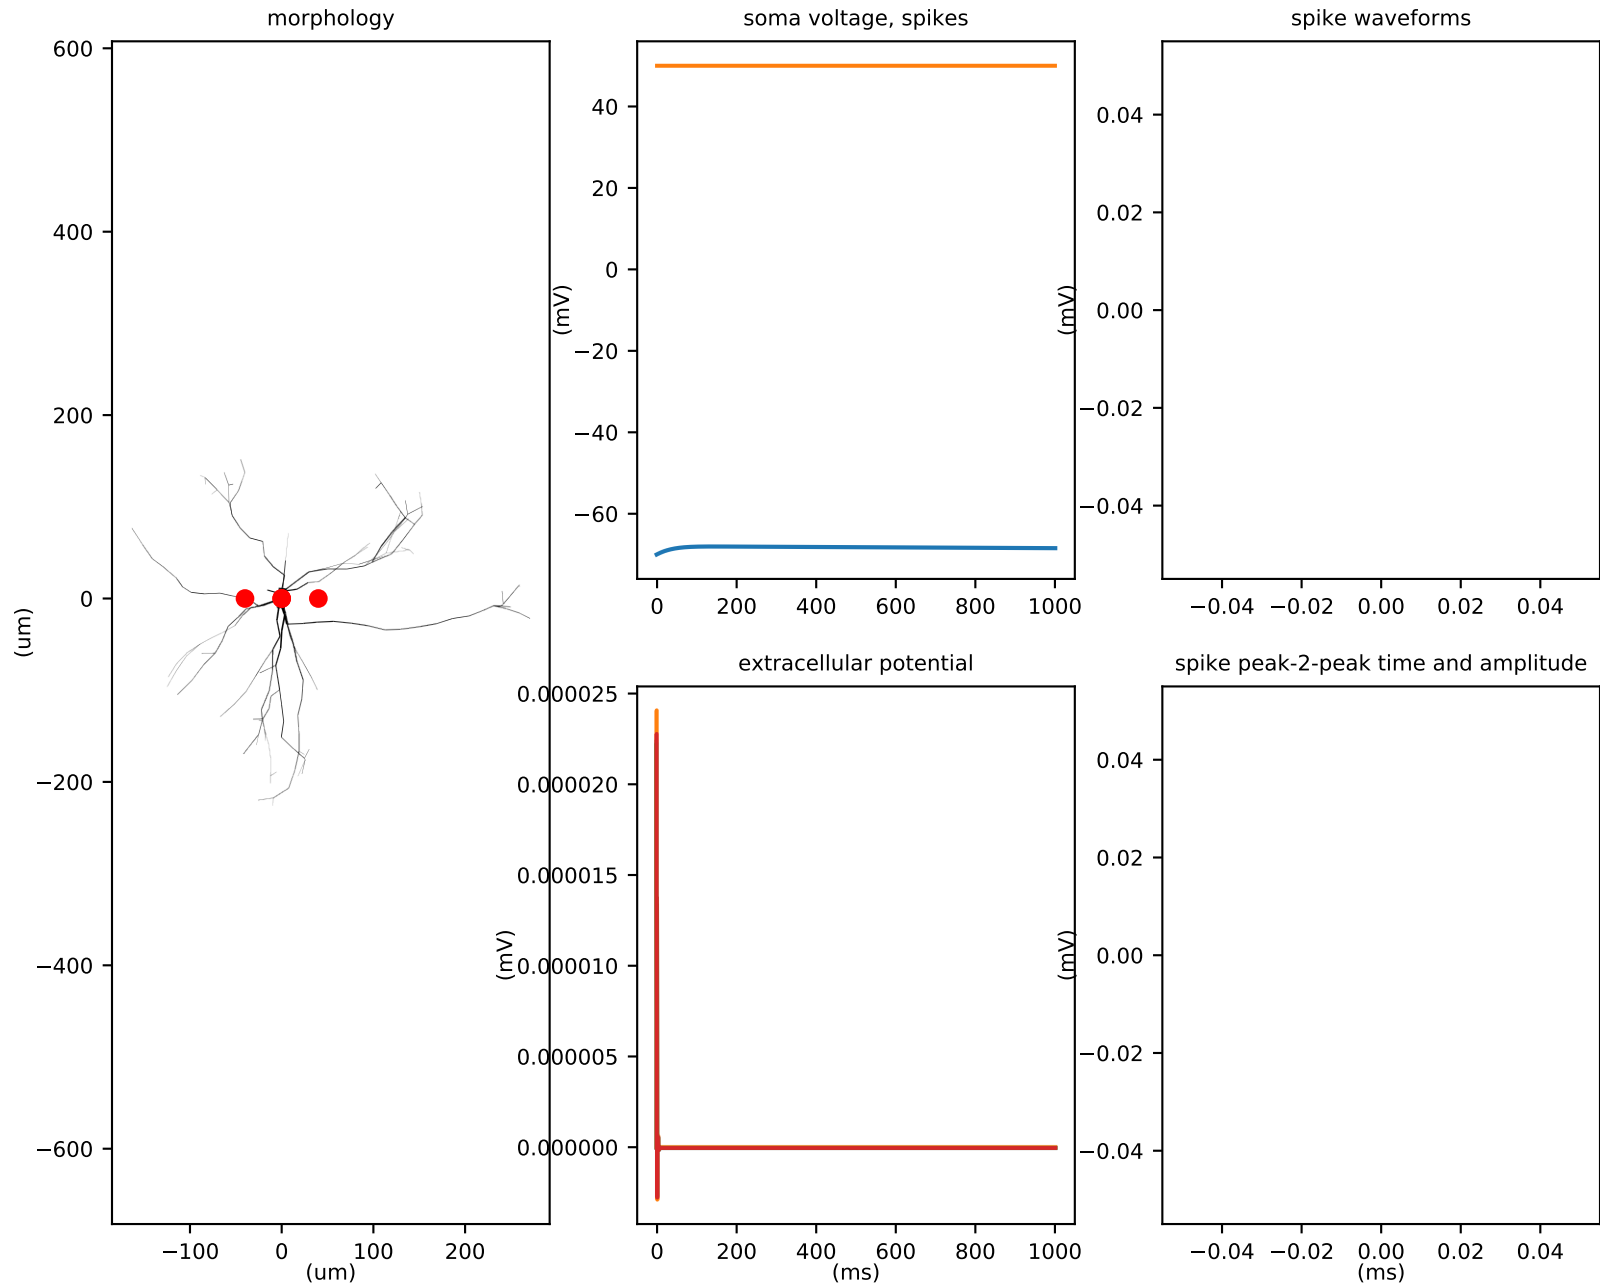 morphology
600
400
200
0
−200
−400
−600
(um)
−100 0 100 200
(um)
soma voltage, spikes
40
20
0
−20
−40
−60
(mV)
0 200 400 600 800 1000
spike waveforms
0.04
0.02
0.00
−0.02
−0.04
(mV)
−0.04 −0.02 0.00 0.02 0.04
extracellular potential
0.000025
0.000020
0.000015
0.000010
0.000005
0.000000
(mV)
0 200 400 600 800 1000
(ms)
spike peak-2-peak time and amplitude
0.04
0.02
0.00
−0.02
−0.04
(mV)
−0.04 −0.02 0.00 0.02 0.04
(ms)